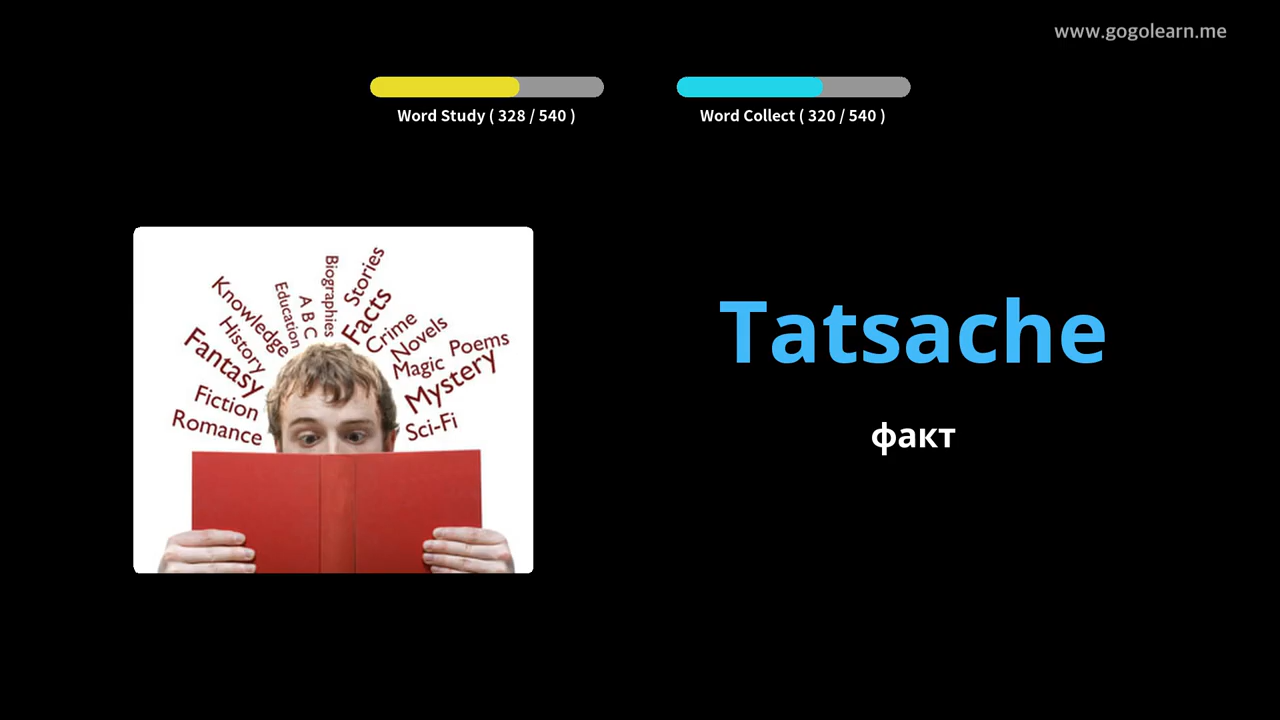 www.gogolearn.me
Word Study ( 328 / 540 )
Word Collect ( 320 / 540 )
Biographies
Stories
Education
A B C
Facts
Knowledge
Crime
History
Novels
Poems
Fantasy
Magic
Mystery
Fiction
Romance
Sci-Fi
Tatsache
факт